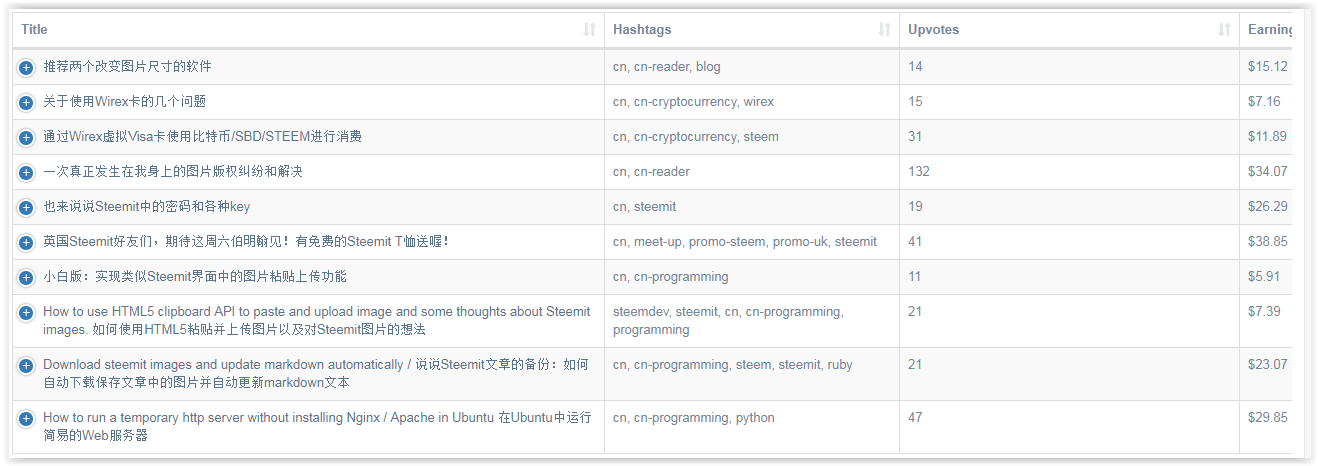 Title Hashtags Upvotes Earning
推荐两个改变图片尺寸的软件 cn, cn-reader, blog 14 $15.12
关于使用Wirex卡的几个问题 cn, cn-cryptocurrency, wirex 15 $7.16
通过Wirex虚拟Visa卡使用比特币/SBD/STEEM进行消费 cn, cn-cryptocurrency, steem 31 $11.89
一次真正发生在我身上的图片版权纠纷和解决 cn, cn-reader 132 $34.07
也来说说Steemit中的密码和各种key cn, steemit 19 $26.29
英国Steemit好友们，期待这周六伯明翰见！有免费的Steemit T恤送喔！ cn, meet-up, promo-steem, promo-uk, steemit 41 $38.85
小白版：实现类似Steemit界面中的图片粘贴上传功能 cn, cn-programming 11 $5.91
How to use HTML5 clipboard API to paste and upload image and some thoughts about Steemit steemdev, steemit, cn, cn-programming, 21 $7.39
images. 如何使用HTML5粘贴并上传图片以及对Steemit图片的想法 programming
Download steemit images and update markdown automatically / 说说Steemit文章的备份：如何 cn, cn-programming, steem, steemit, ruby 21 $23.07
自动下载保存文章中的图片并自动更新markdown文本
How to run a temporary http server without installing Nginx / Apache in Ubuntu 在Ubuntu中运行 cn, cn-programming, python 47 $29.85
简易的Web服务器